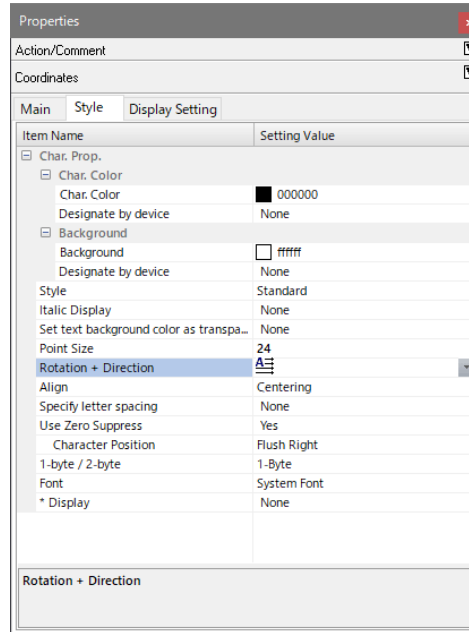 Properties
Action/Comment
Coordinates
Main Style Display Setting
Item Name Setting Value
Char. Prop.
Char. Color
Char. Color 000000
Designate by device None
Background
Background ffffff
Designate by device None
Style Standard
Italic Display None
Set text background color as transpa... None
Point Size 24
Rotation + Direction A
Align Centering
Specify letter spacing None
Use Zero Suppress Yes
Character Position Flush Right
1-byte / 2-byte 1-Byte
Font System Font
* Display None
Rotation + Direction